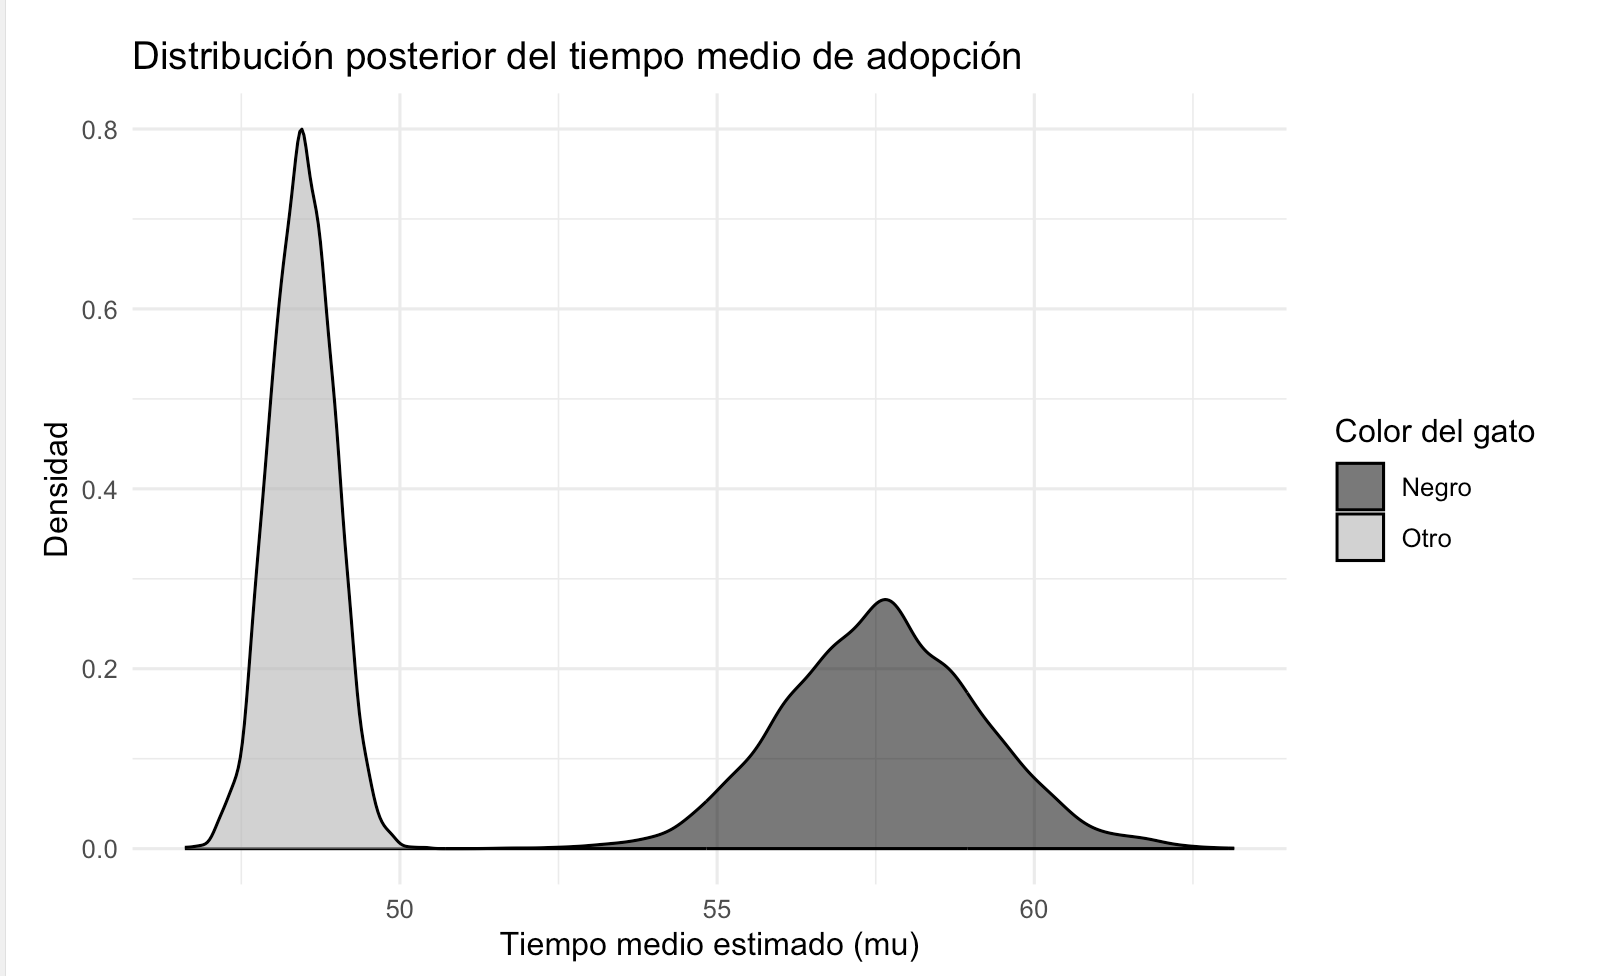 Distribución posterior del tiempo medio de adopción
0.8
0.6
0.4
0.2
0.0
Densidad
50 55 60
Tiempo medio estimado (mu)
Color del gato
Negro
Otro